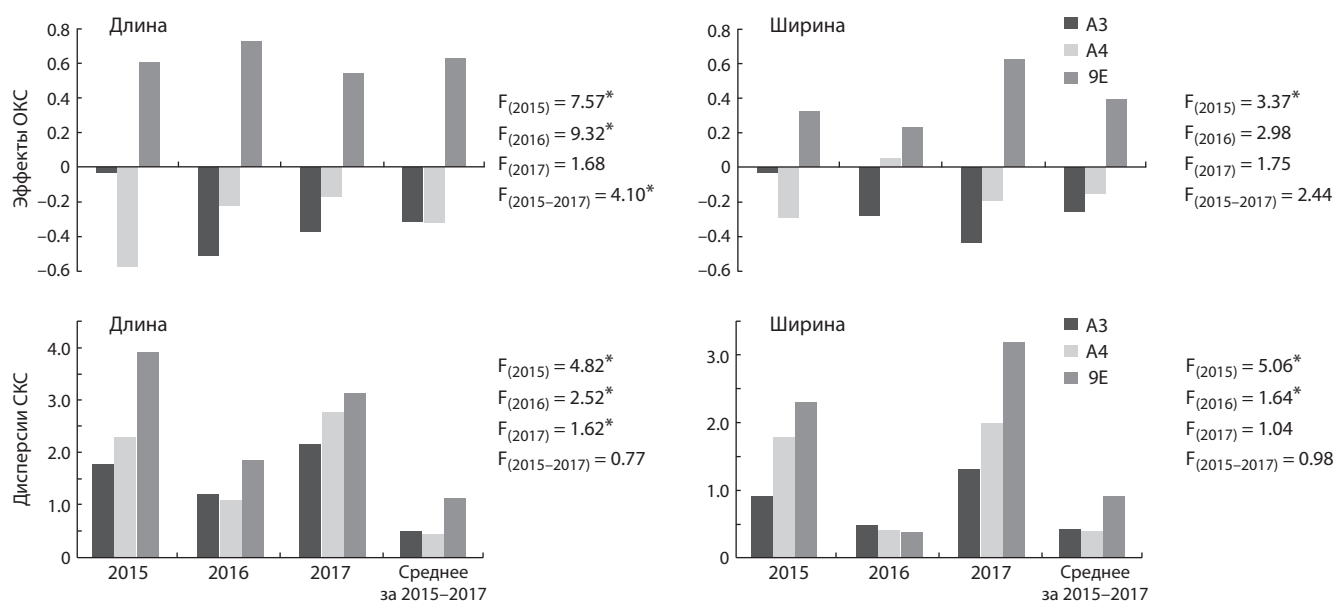 Длина
Эффекты ОКС
0.8
0.6
0.4
0.2
0
−0.2
−0.4
−0.6
F(2015) = 7.57*
F(2016) = 9.32*
F(2017) = 1.68
F(2015–2017) = 4.10*
Ширина
0.8
0.6
0.4
0.2
0
−0.2
−0.4
−0.6
A3
A4
9E
F(2015) = 3.37*
F(2016) = 2.98
F(2017) = 1.75
F(2015–2017) = 2.44
Длина
Дисперсии СКС
4.0
3.0
2.0
1.0
0
2015 2016 2017 Среднее
за 2015–2017
F(2015) = 4.82*
F(2016) = 2.52*
F(2017) = 1.62*
F(2015–2017) = 0.77
Ширина
3.0
2.0
1.0
0
2015 2016 2017 Среднее
за 2015–2017
A3
A4
9E
F(2015) = 5.06*
F(2016) = 1.64*
F(2017) = 1.04
F(2015–2017) = 0.98